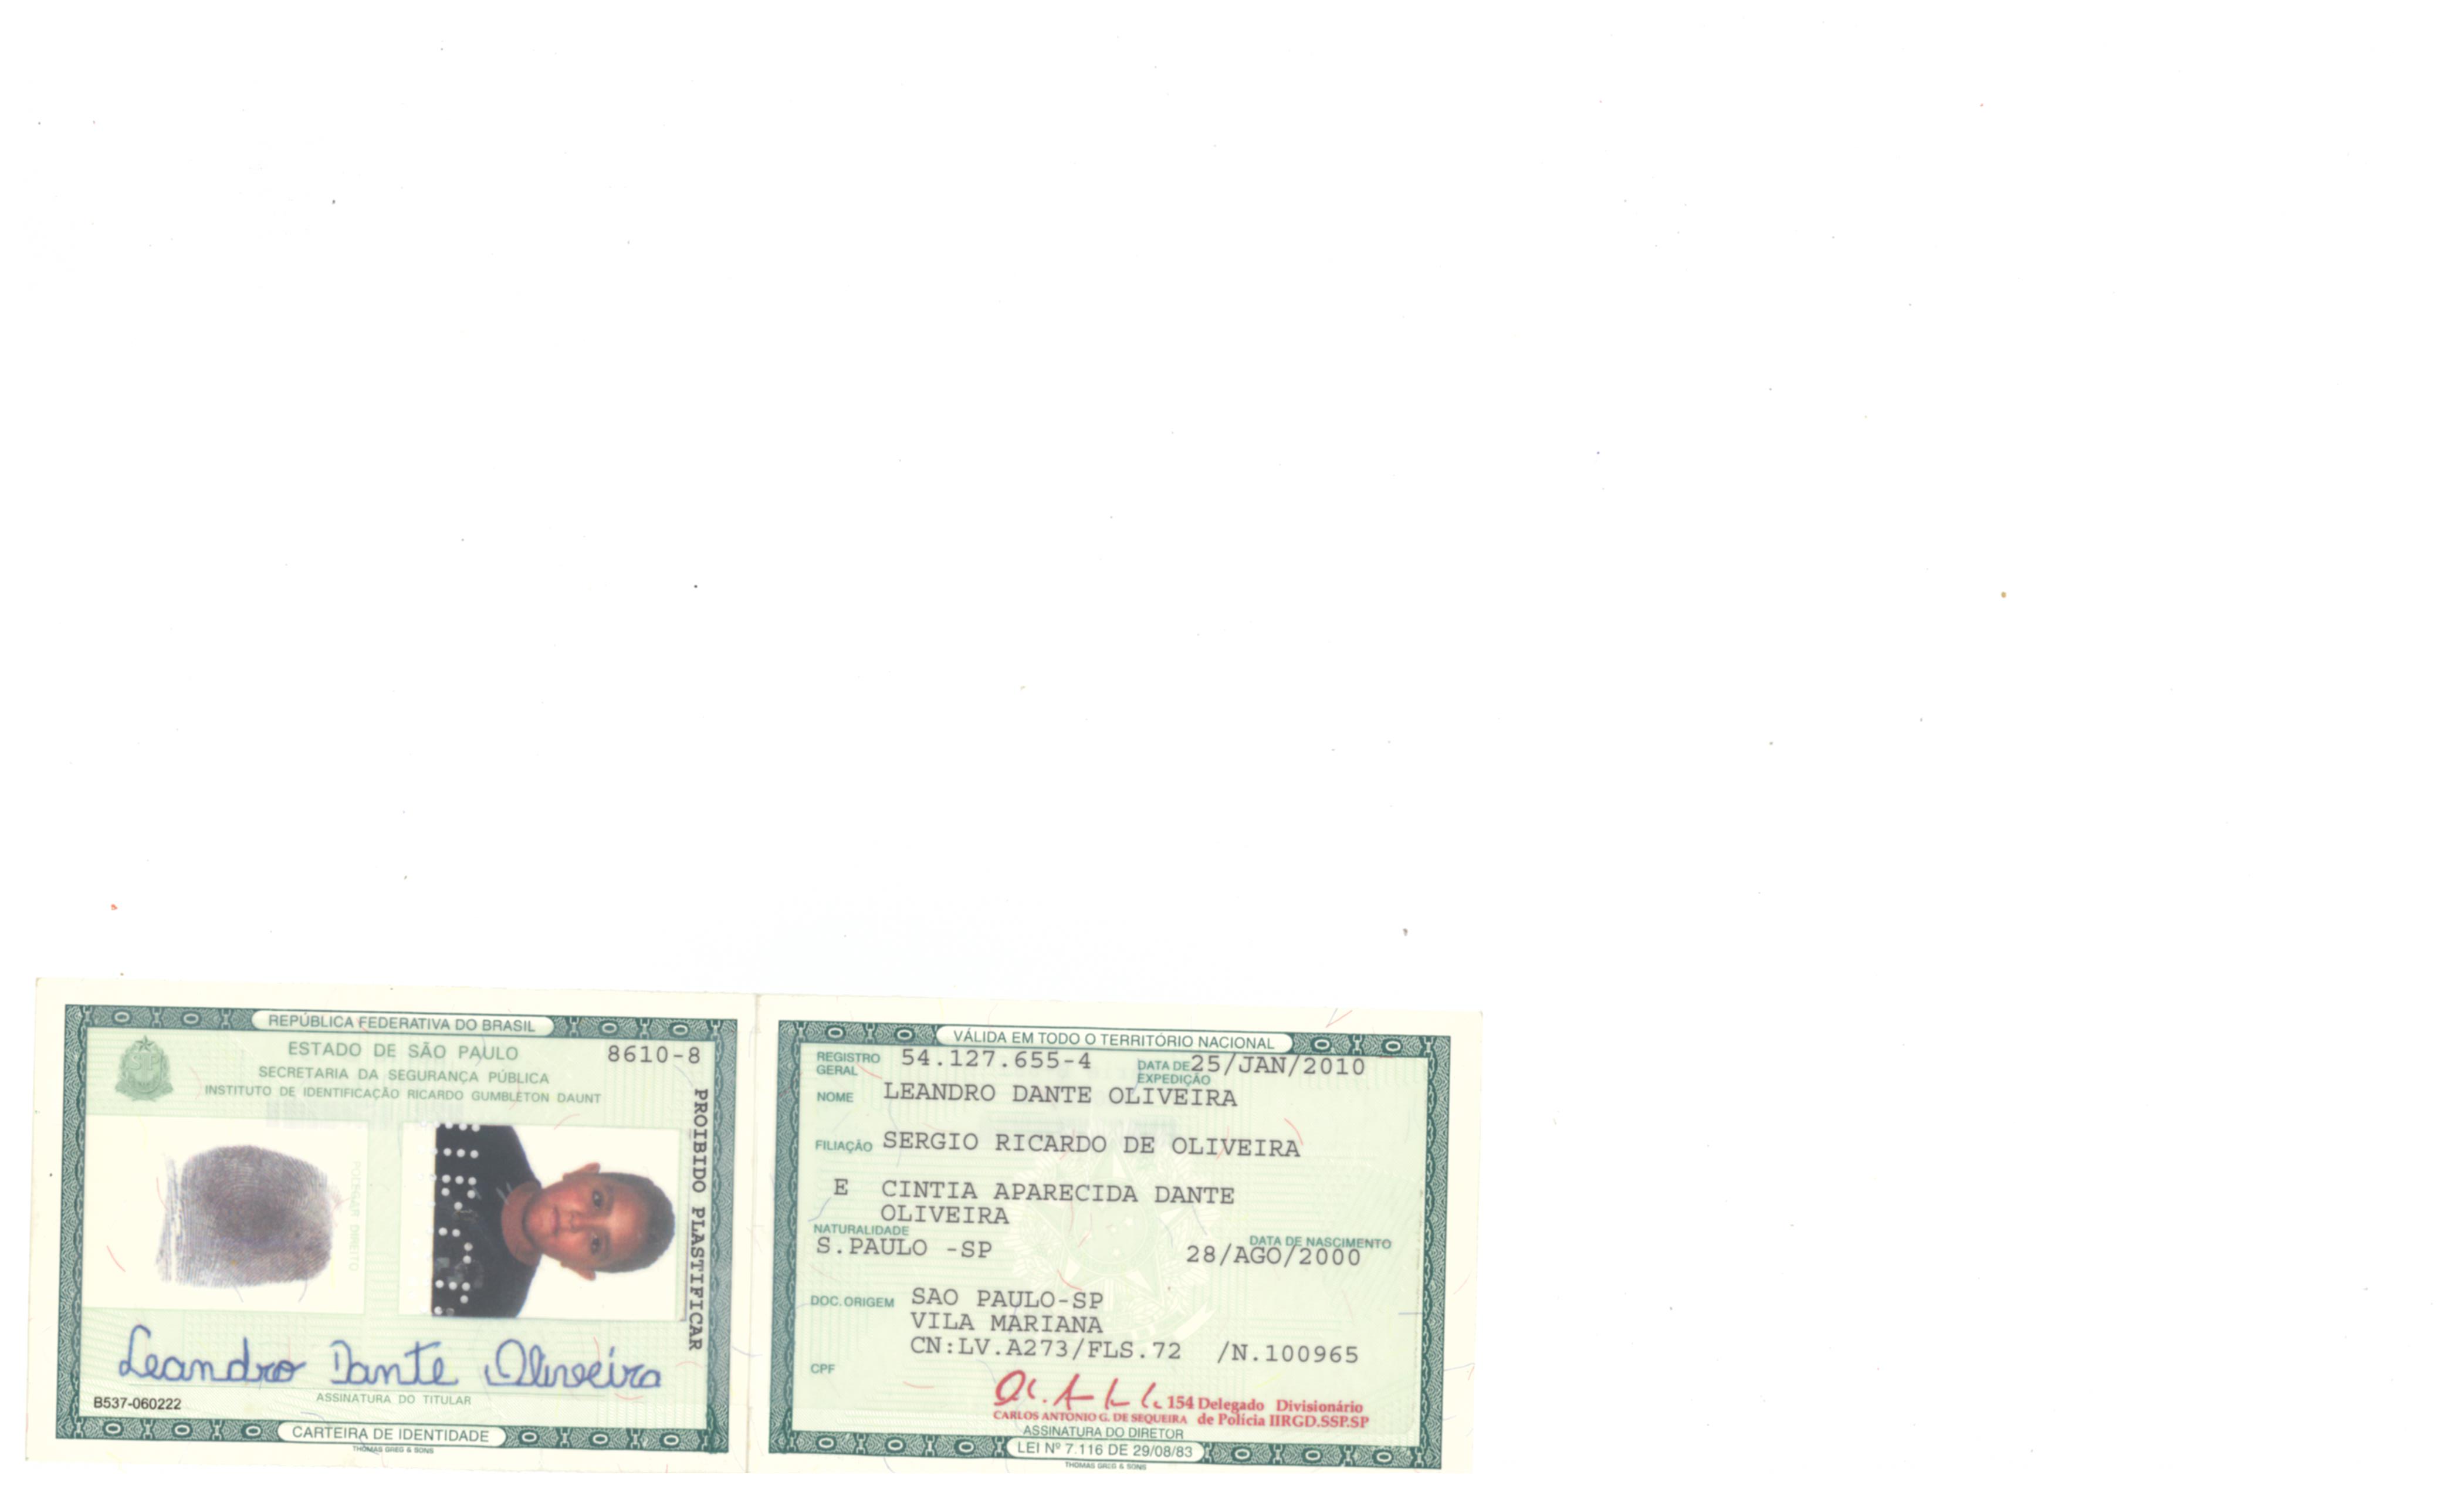 REPÚBLICA FEDERATIVA DO BRASIL
ESTADO DE SÃO PAULO
8610-8
SECRETARIA DA SEGURANÇA PÚBLICA
INSTITUTO DE IDENTIFICAÇÃO RICARDO GUMBLETON DAUNT
POLEGAR DIREITO
PROIBIDO PLASTIFICAR
Leandro Dante Oliveira
ASSINATURA DO TITULAR
B537-060222
CARTEIRA DE IDENTIDADE
THOMAS GREG & SONS
VÁLIDA EM TODO O TERRITÓRIO NACIONAL
REGISTRO GERAL 54.127.655-4 DATA DE EXPEDIÇÃO 25/JAN/2010
NOME LEANDRO DANTE OLIVEIRA
FILIAÇÃO SERGIO RICARDO DE OLIVEIRA
E CINTIA APARECIDA DANTE
OLIVEIRA
NATURALIDADE DATA DE NASCIMENTO
S.PAULO -SP 28/AGO/2000
DOC.ORIGEM SAO PAULO-SP
VILA MARIANA
CN:LV.A273/FLS.72 /N.100965
CPF
154 Delegado Divisionário
CARLOS ANTONIO G. DE SEQUEIRA de Polícia IIRGD.SSP.SP
ASSINATURA DO DIRETOR
LEI Nº 7.116 DE 29/08/83
THOMAS GREG & SONS